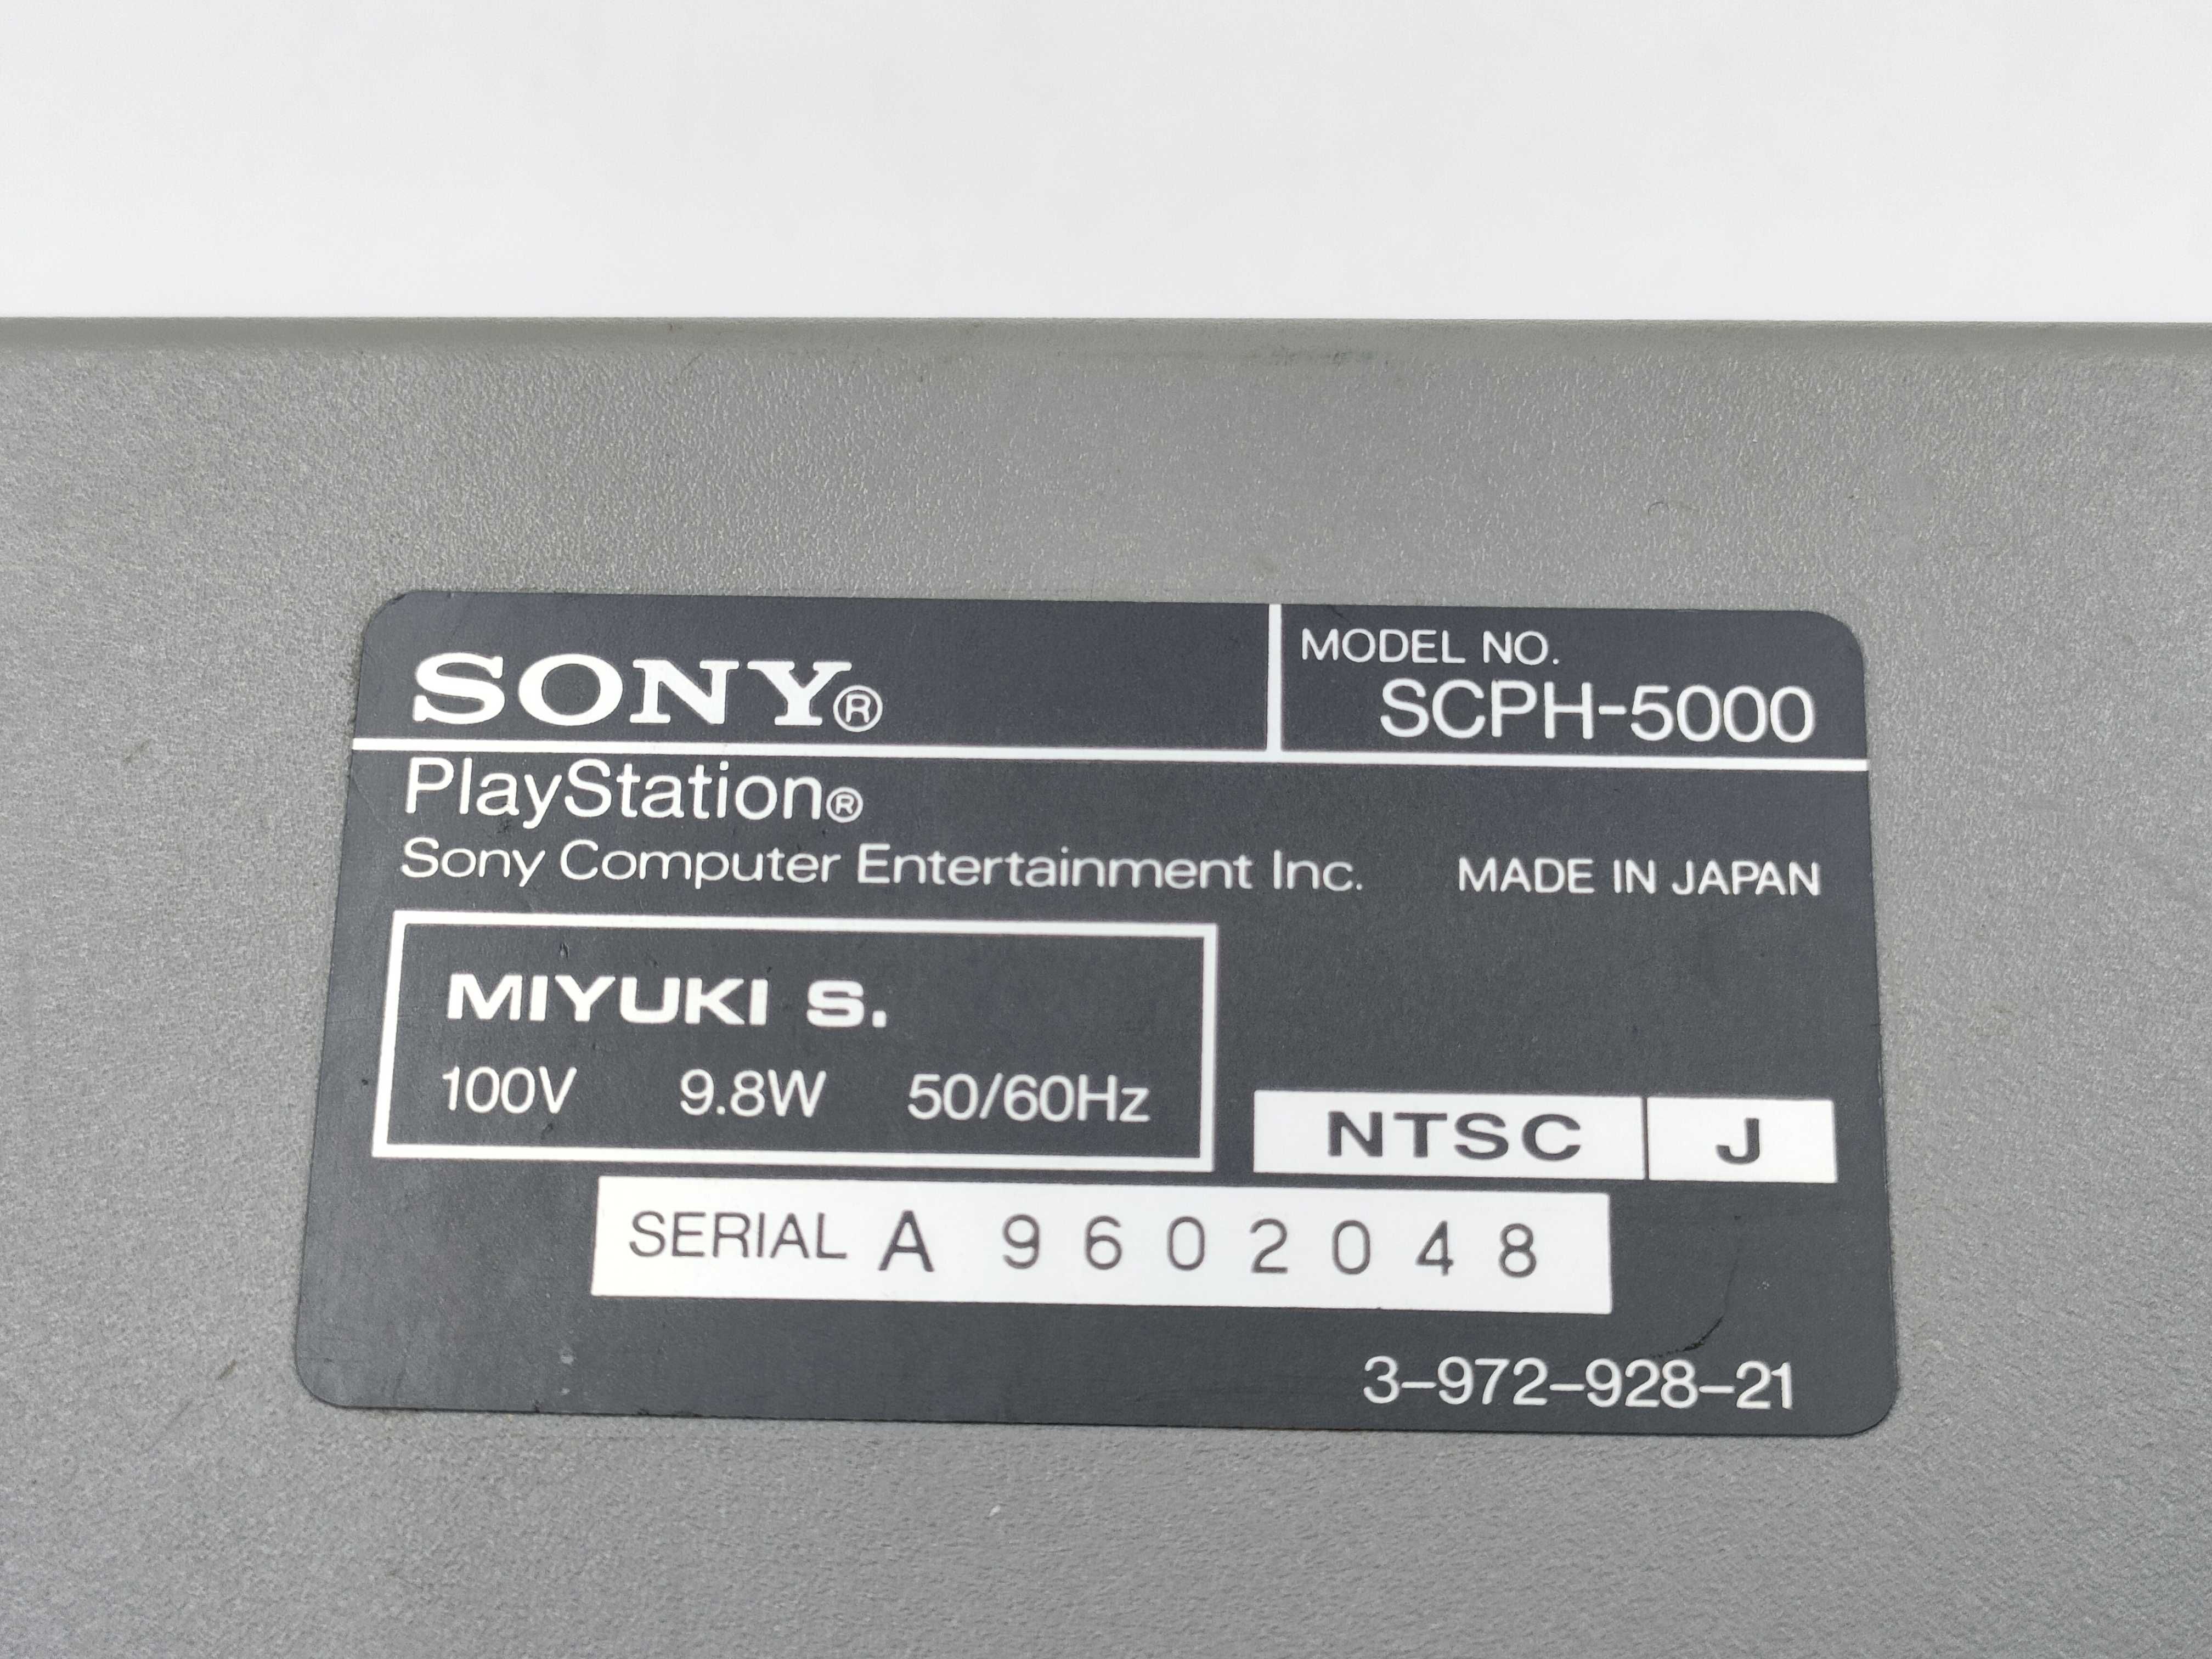 SONY®
MODEL NO.
SCPH-5000
PlayStation®
Sony Computer Entertainment Inc. MADE IN JAPAN
MIYUKI S.
100V 9.8W 50/60Hz
NTSC J
SERIAL A 9602048
3-972-928-21